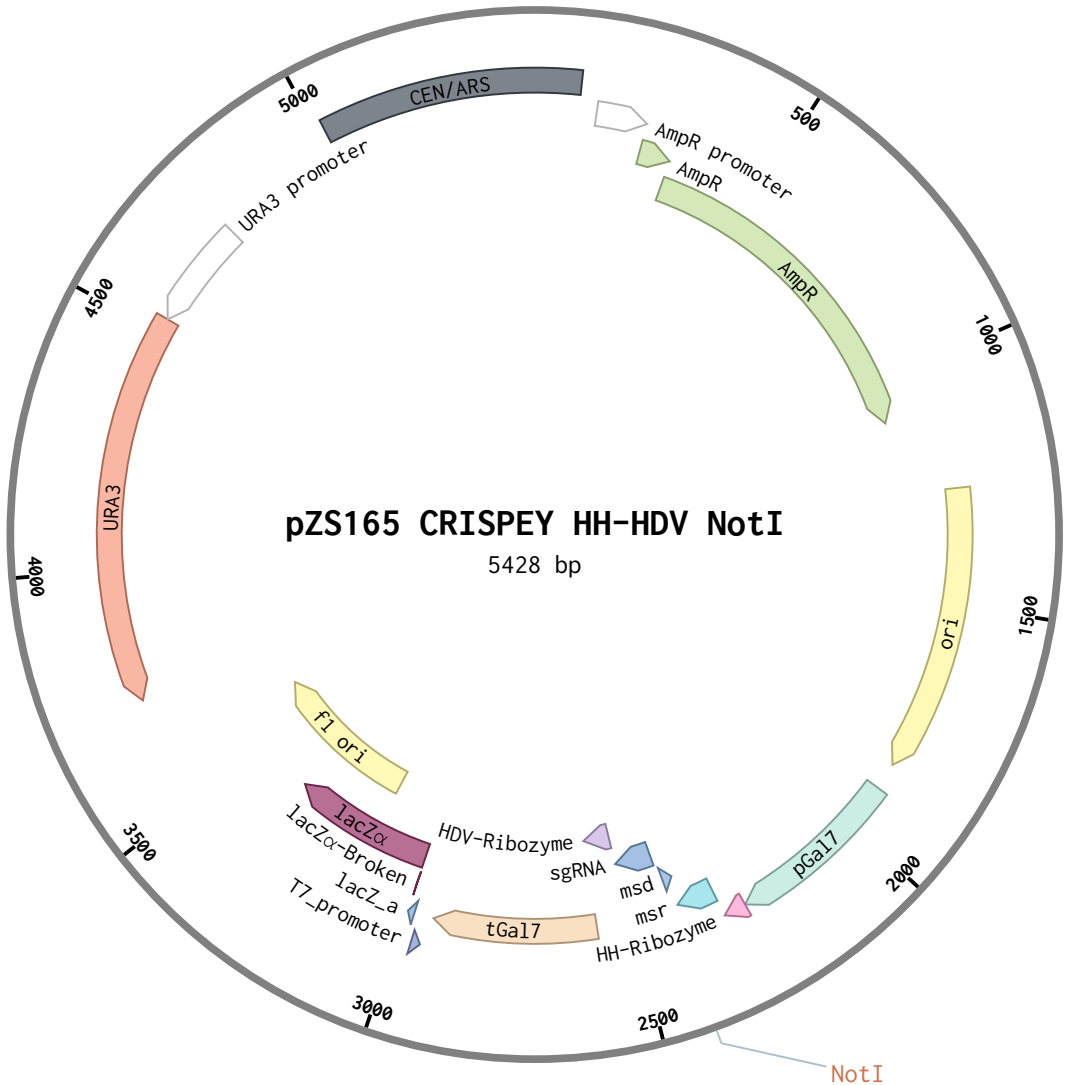 5000
CEN/ARS
500
AmpR promoter
AmpR
AmpR
URA3 promoter
4500
1000
URA3
pZS165 CRISPEY HH-HDV NotI
5428 bp
4000
1500
ori
f1 ori
lacZα
lacZα-Broken
lacZ_a
T7_promoter
HDV-Ribozyme
sgRNA
msd
msr
HH-Ribozyme
pGal7
2000
tGal7
3500
3000
2500
NotI